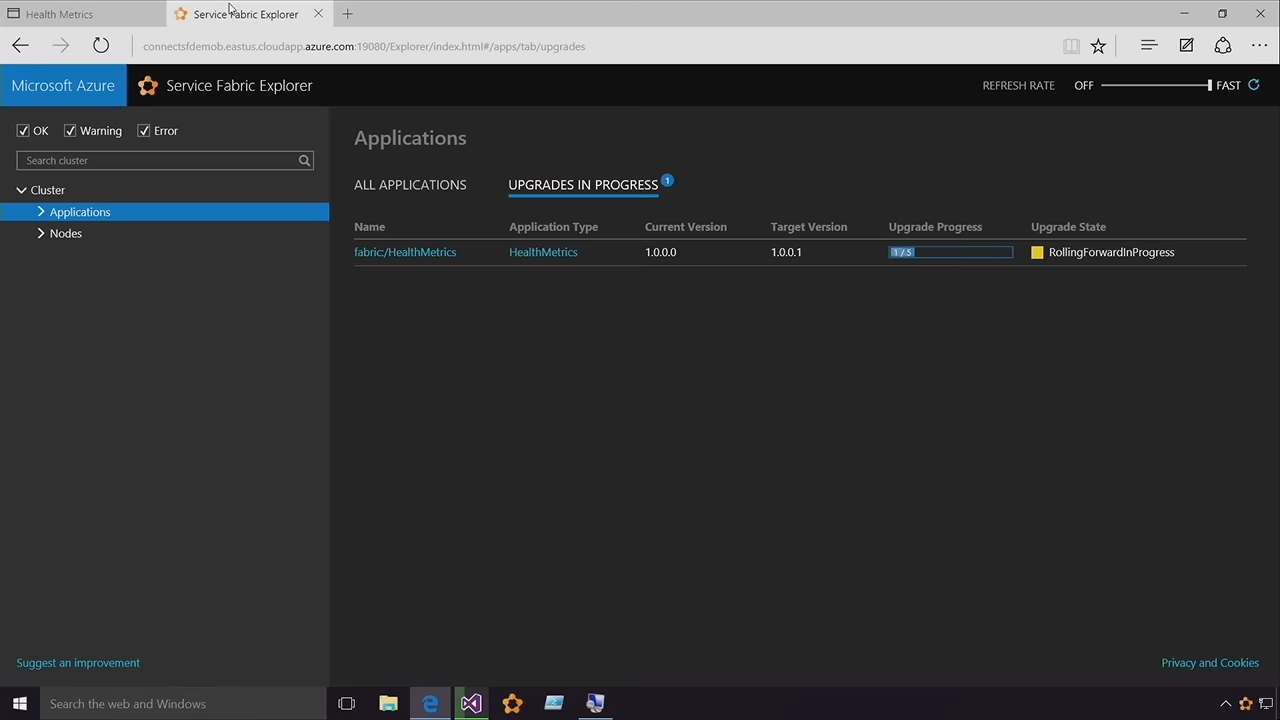 Health Metrics
Service Fabric Explorer
connectsfdemob.eastus.cloudapp.azure.com:19080/Explorer/index.html#/apps/tab/upgrades
Microsoft Azure
Service Fabric Explorer
REFRESH RATE OFF FAST
OK Warning Error
Search cluster
Cluster
Applications
Nodes
Applications
ALL APPLICATIONS UPGRADES IN PROGRESS 1
Name Application Type Current Version Target Version Upgrade Progress Upgrade State
fabric:/HealthMetrics HealthMetrics 1.0.0.0 1.0.0.1 1 / 5 RollingForwardInProgress
Suggest an improvement
Privacy and Cookies
Search the web and Windows